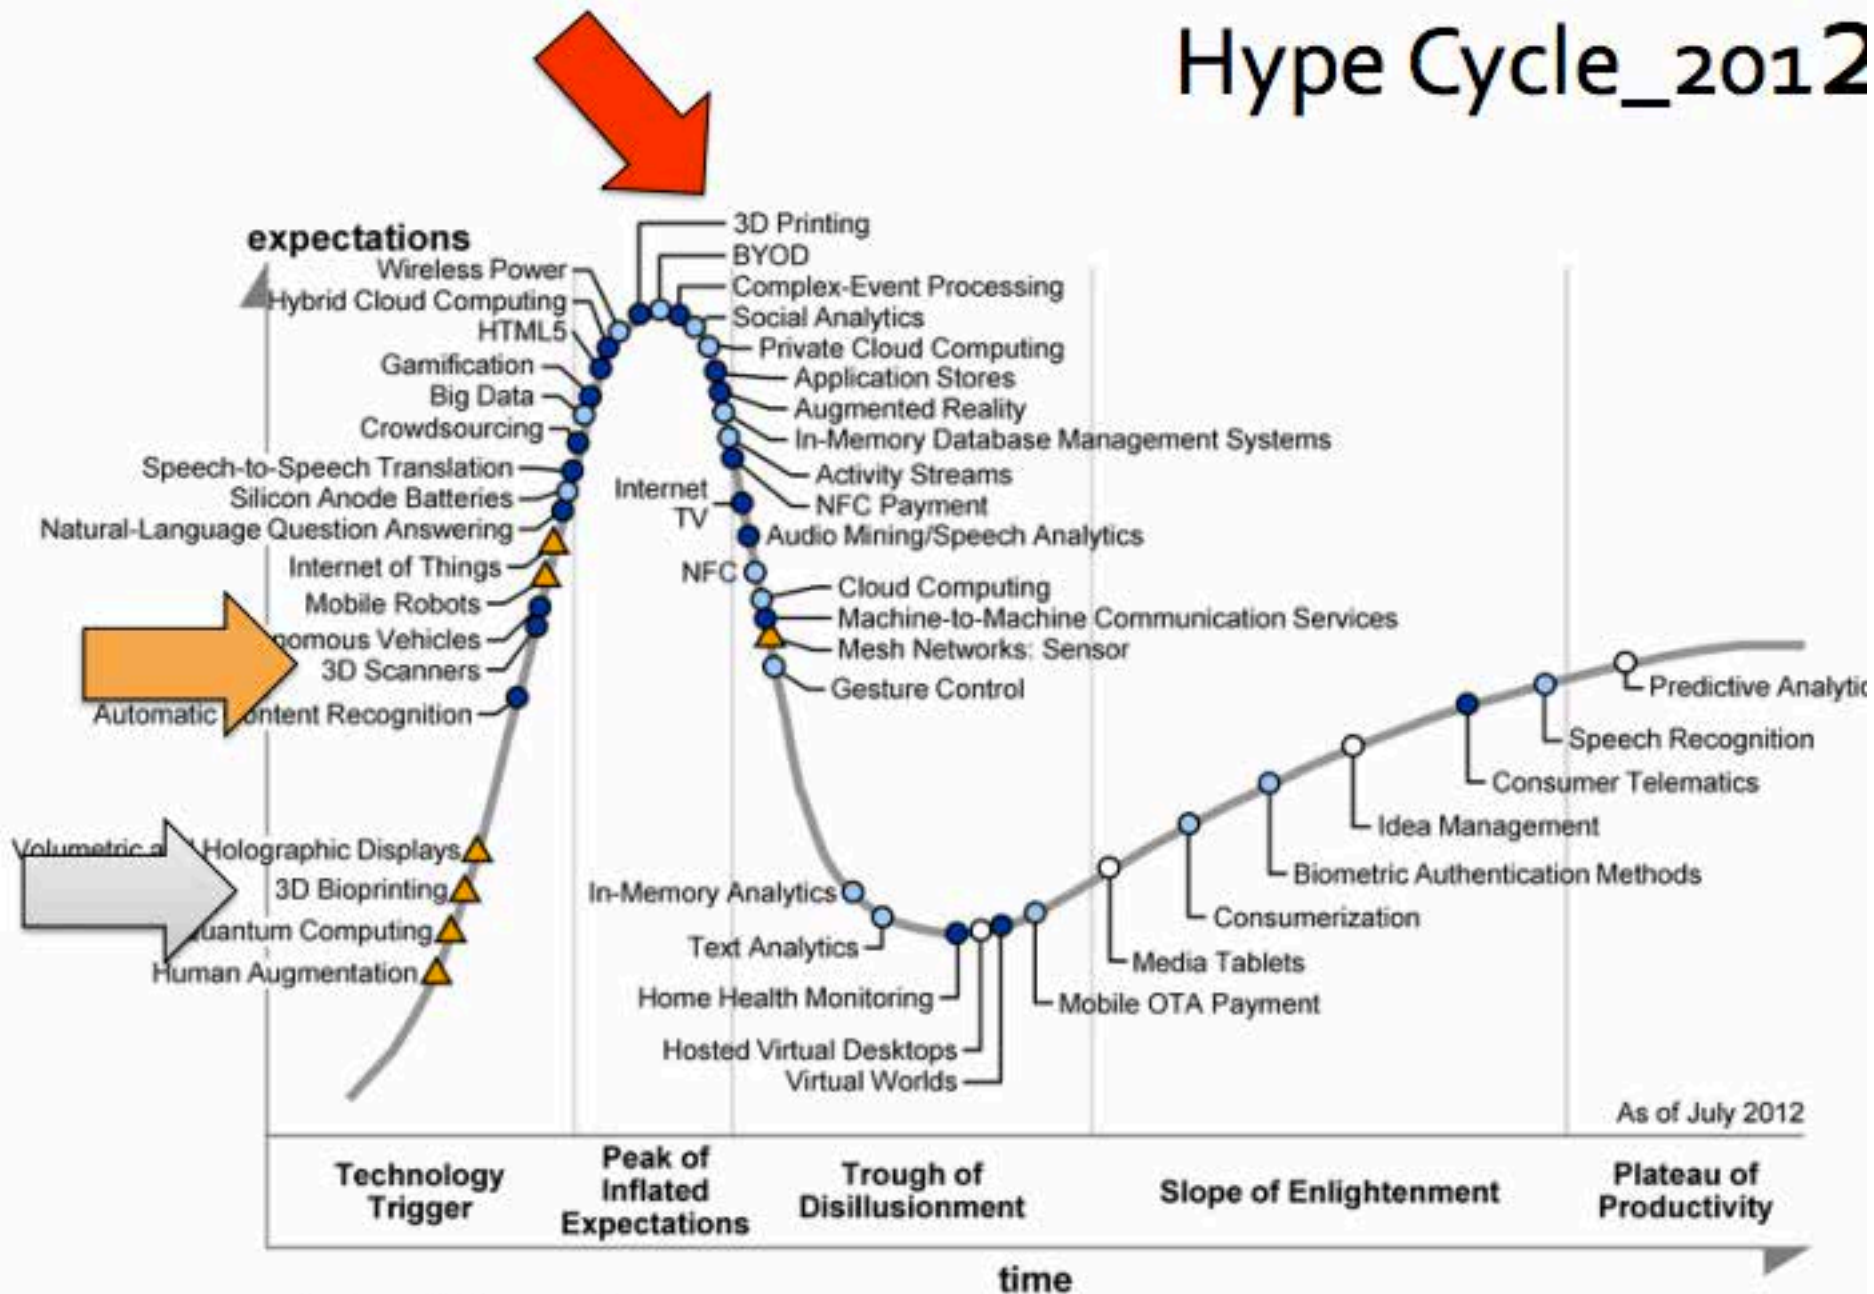 Hype Cycle_2012
expectations
3D Printing
BYOD
Complex-Event Processing
Social Analytics
Private Cloud Computing
Application Stores
Augmented Reality
In-Memory Database Management Systems
Activity Streams
NFC Payment
Audio Mining/Speech Analytics
Cloud Computing
Machine-to-Machine Communication Services
Mesh Networks: Sensor
Gesture Control
Wireless Power
Hybrid Cloud Computing
HTML5
Gamification
Big Data
Crowdsourcing
Speech-to-Speech Translation
Silicon Anode Batteries
Natural-Language Question Answering
Internet of Things
Mobile Robots
Vehicles
3D Scanners
Automatic Recognition
Volumetric Holographic Displays
3D Bioprinting
Computing
Human Augmentation
Internet
TV
NFC
In-Memory Analytics
Text Analytics
Home Health Monitoring
Hosted Virtual Desktops
Virtual Worlds
Mobile OTA Payment
Media Tablets
Consumerization
Biometric Authentication Methods
Idea Management
Consumer Telematics
Speech Recognition
Predictive
As of July 2012
Technology
Trigger
Peak of
Inflated
Expectations
Trough of
Disillusionment
Slope of Enlightenment
Plateau of
Productivity
time